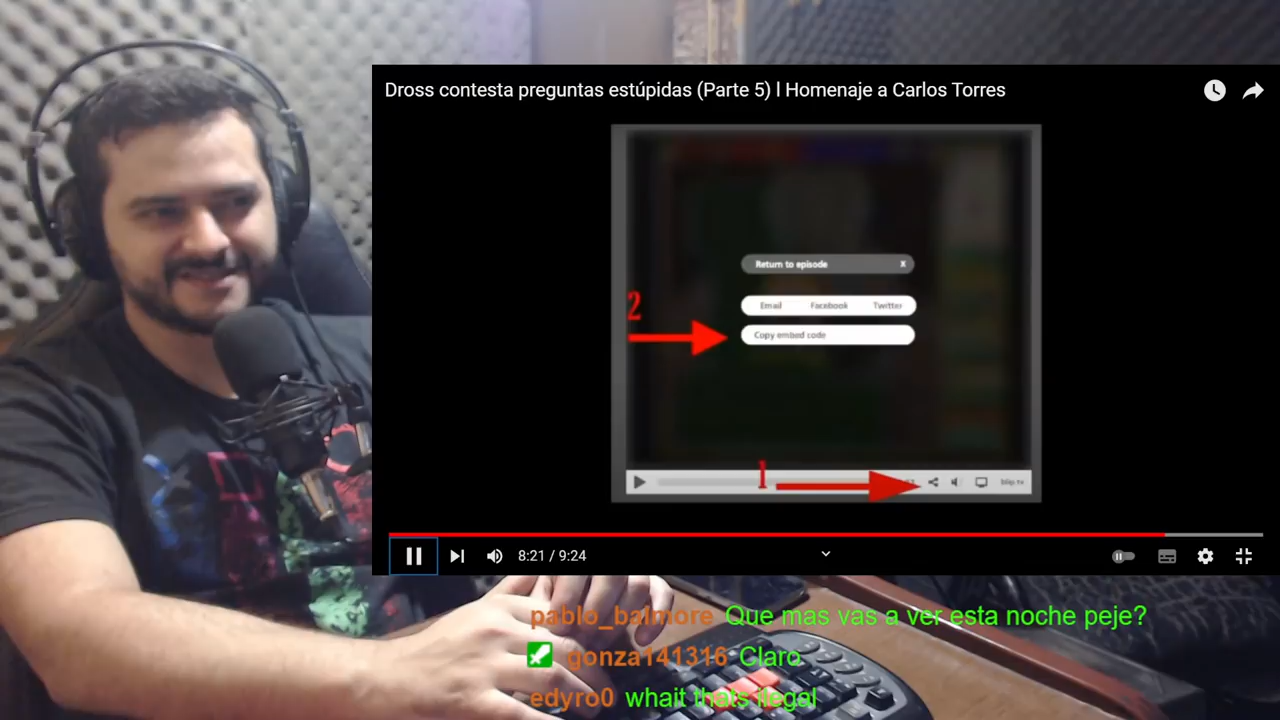 Dross contesta preguntas estúpidas (Parte 5) l Homenaje a Carlos Torres
Return to episode X
2
Email Facebook Twitter
Copy embed code
1
blip.tv
8:21 / 9:24
pablo_balmore Que mas vas a ver esta noche peje?
gonza141316 Claro
edyro0 whait thats ilegal